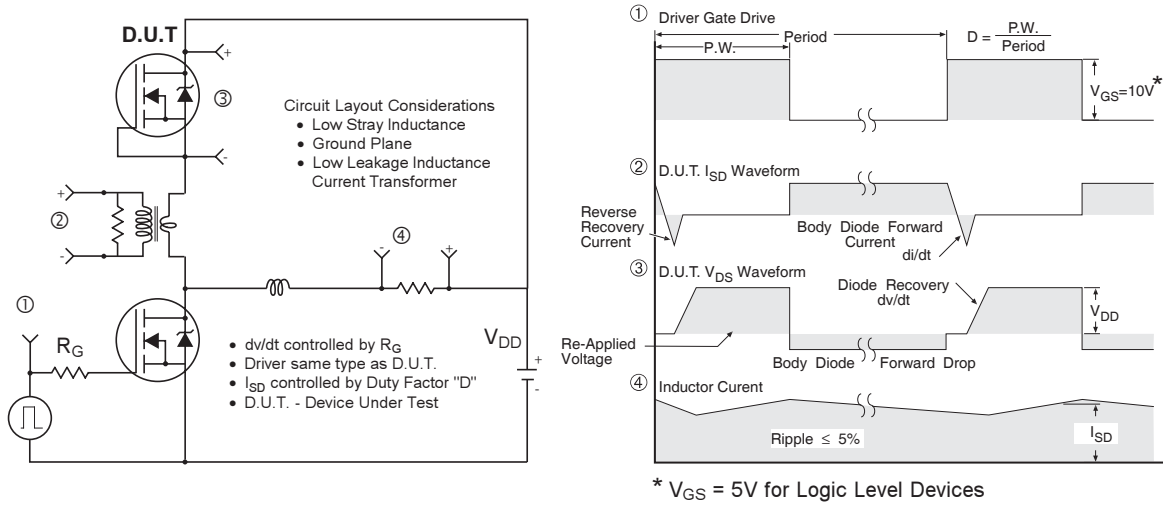 D.U.T
+
③
-
Circuit Layout Considerations
• Low Stray Inductance
• Ground Plane
• Low Leakage Inductance
Current Transformer
+
②
-
④
-
+
①
R_G
V_DD
+
-
• dv/dt controlled by R_G
• Driver same type as D.U.T.
• I_SD controlled by Duty Factor "D"
• D.U.T. - Device Under Test
① Driver Gate Drive
Period
P.W.
D = P.W.
Period
V_GS=10V*
② D.U.T. I_SD Waveform
Reverse
Recovery
Current
Body Diode Forward
Current
di/dt
③ D.U.T. V_DS Waveform
Diode Recovery
dv/dt
V_DD
Re-Applied
Voltage
Body Diode Forward Drop
④ Inductor Curent
Ripple ≤ 5%
I_SD
* V_GS = 5V for Logic Level Devices